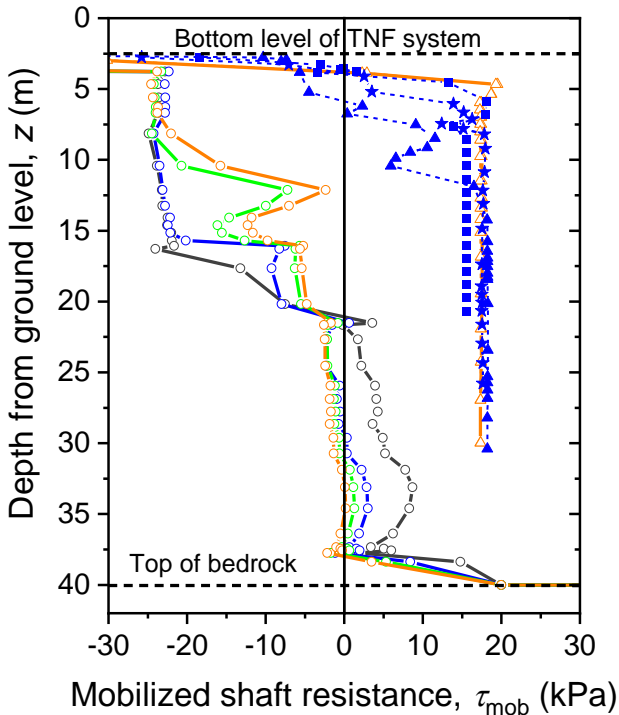 0
5
10
15
20
25
30
35
40
Depth from ground level, z (m)
Bottom level of TNF system
Top of bedrock
-30 -20 -10 0 10 20 30
Mobilized shaft resistance, τmob (kPa)